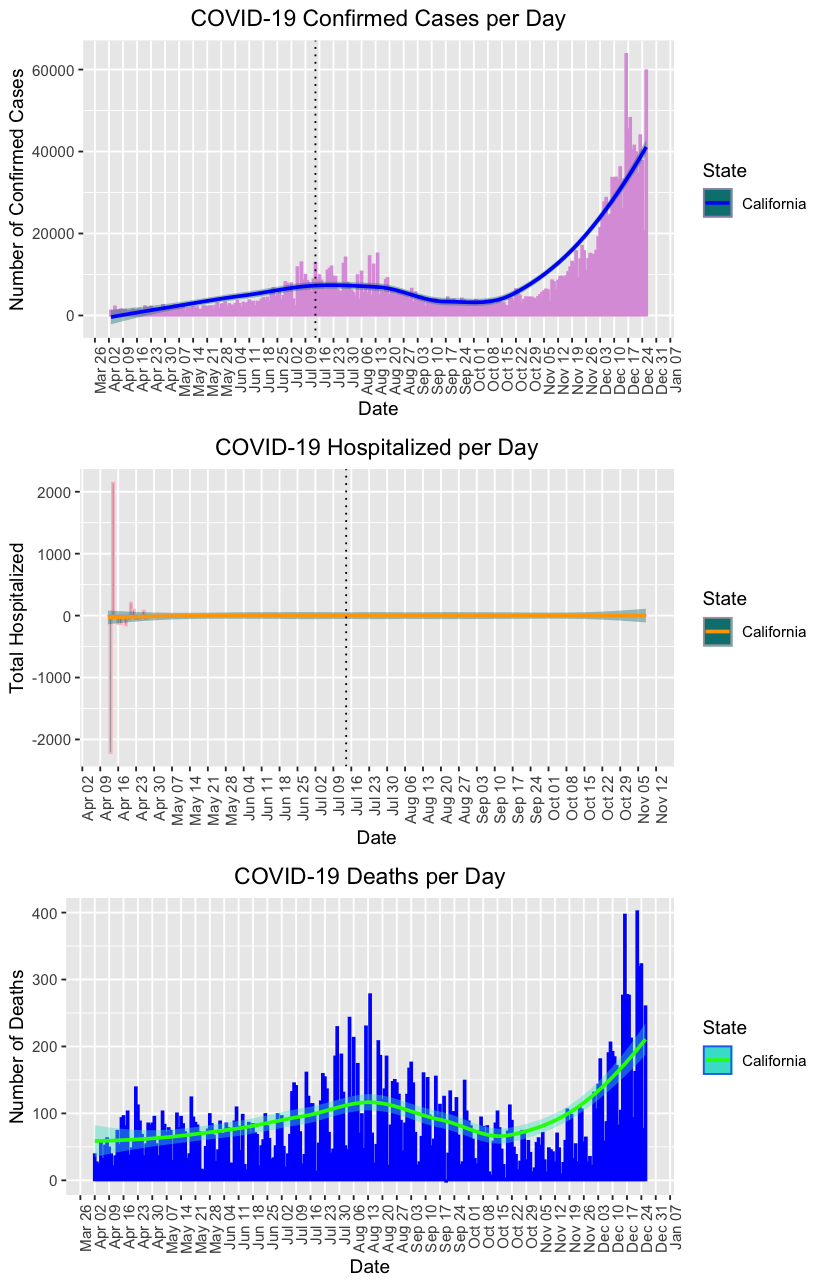 COVID-19 Confirmed Cases per Day
Number of Confirmed Cases
60000
40000
20000
0
Mar 26
Apr 02
Apr 09
Apr 16
Apr 23
Apr 30
May 07
May 14
May 21
May 28
Jun 04
Jun 11
Jun 18
Jun 25
Jul 02
Jul 09
Jul 16
Jul 23
Jul 30
Aug 06
Aug 13
Aug 20
Aug 27
Sep 03
Sep 10
Sep 17
Sep 24
Oct 01
Oct 08
Oct 15
Oct 22
Oct 29
Nov 05
Nov 12
Nov 19
Nov 26
Dec 03
Dec 10
Dec 17
Dec 24
Dec 31
Jan 07
Date
State
California
COVID-19 Hospitalized per Day
Total Hospitalized
2000
1000
0
-1000
-2000
Apr 02
Apr 09
Apr 16
Apr 23
Apr 30
May 07
May 14
May 21
May 28
Jun 04
Jun 11
Jun 18
Jun 25
Jul 02
Jul 09
Jul 16
Jul 23
Jul 30
Aug 06
Aug 13
Aug 20
Aug 27
Sep 03
Sep 10
Sep 17
Sep 24
Oct 01
Oct 08
Oct 15
Oct 22
Oct 29
Nov 05
Nov 12
Date
State
California
COVID-19 Deaths per Day
Number of Deaths
400
300
200
100
0
Mar 26
Apr 02
Apr 09
Apr 16
Apr 23
Apr 30
May 07
May 14
May 21
May 28
Jun 04
Jun 11
Jun 18
Jun 25
Jul 02
Jul 09
Jul 16
Jul 23
Jul 30
Aug 06
Aug 13
Aug 20
Aug 27
Sep 03
Sep 10
Sep 17
Sep 24
Oct 01
Oct 08
Oct 15
Oct 22
Oct 29
Nov 05
Nov 12
Nov 19
Nov 26
Dec 03
Dec 10
Dec 17
Dec 24
Dec 31
Jan 07
Date
State
California